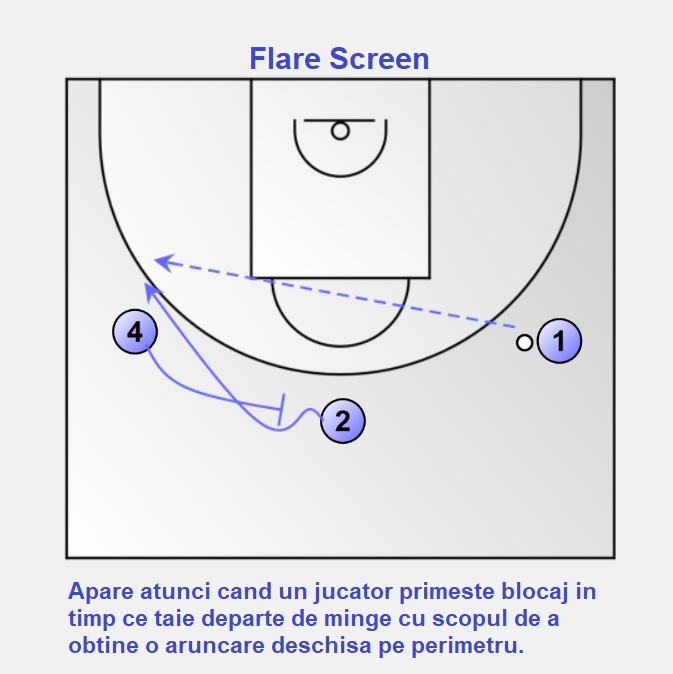 Flare Screen
4
1
2
Apare atunci cand un jucator primeste blocaj in
timp ce taie departe de minge cu scopul de a
obtine o aruncare deschisa pe perimetru.